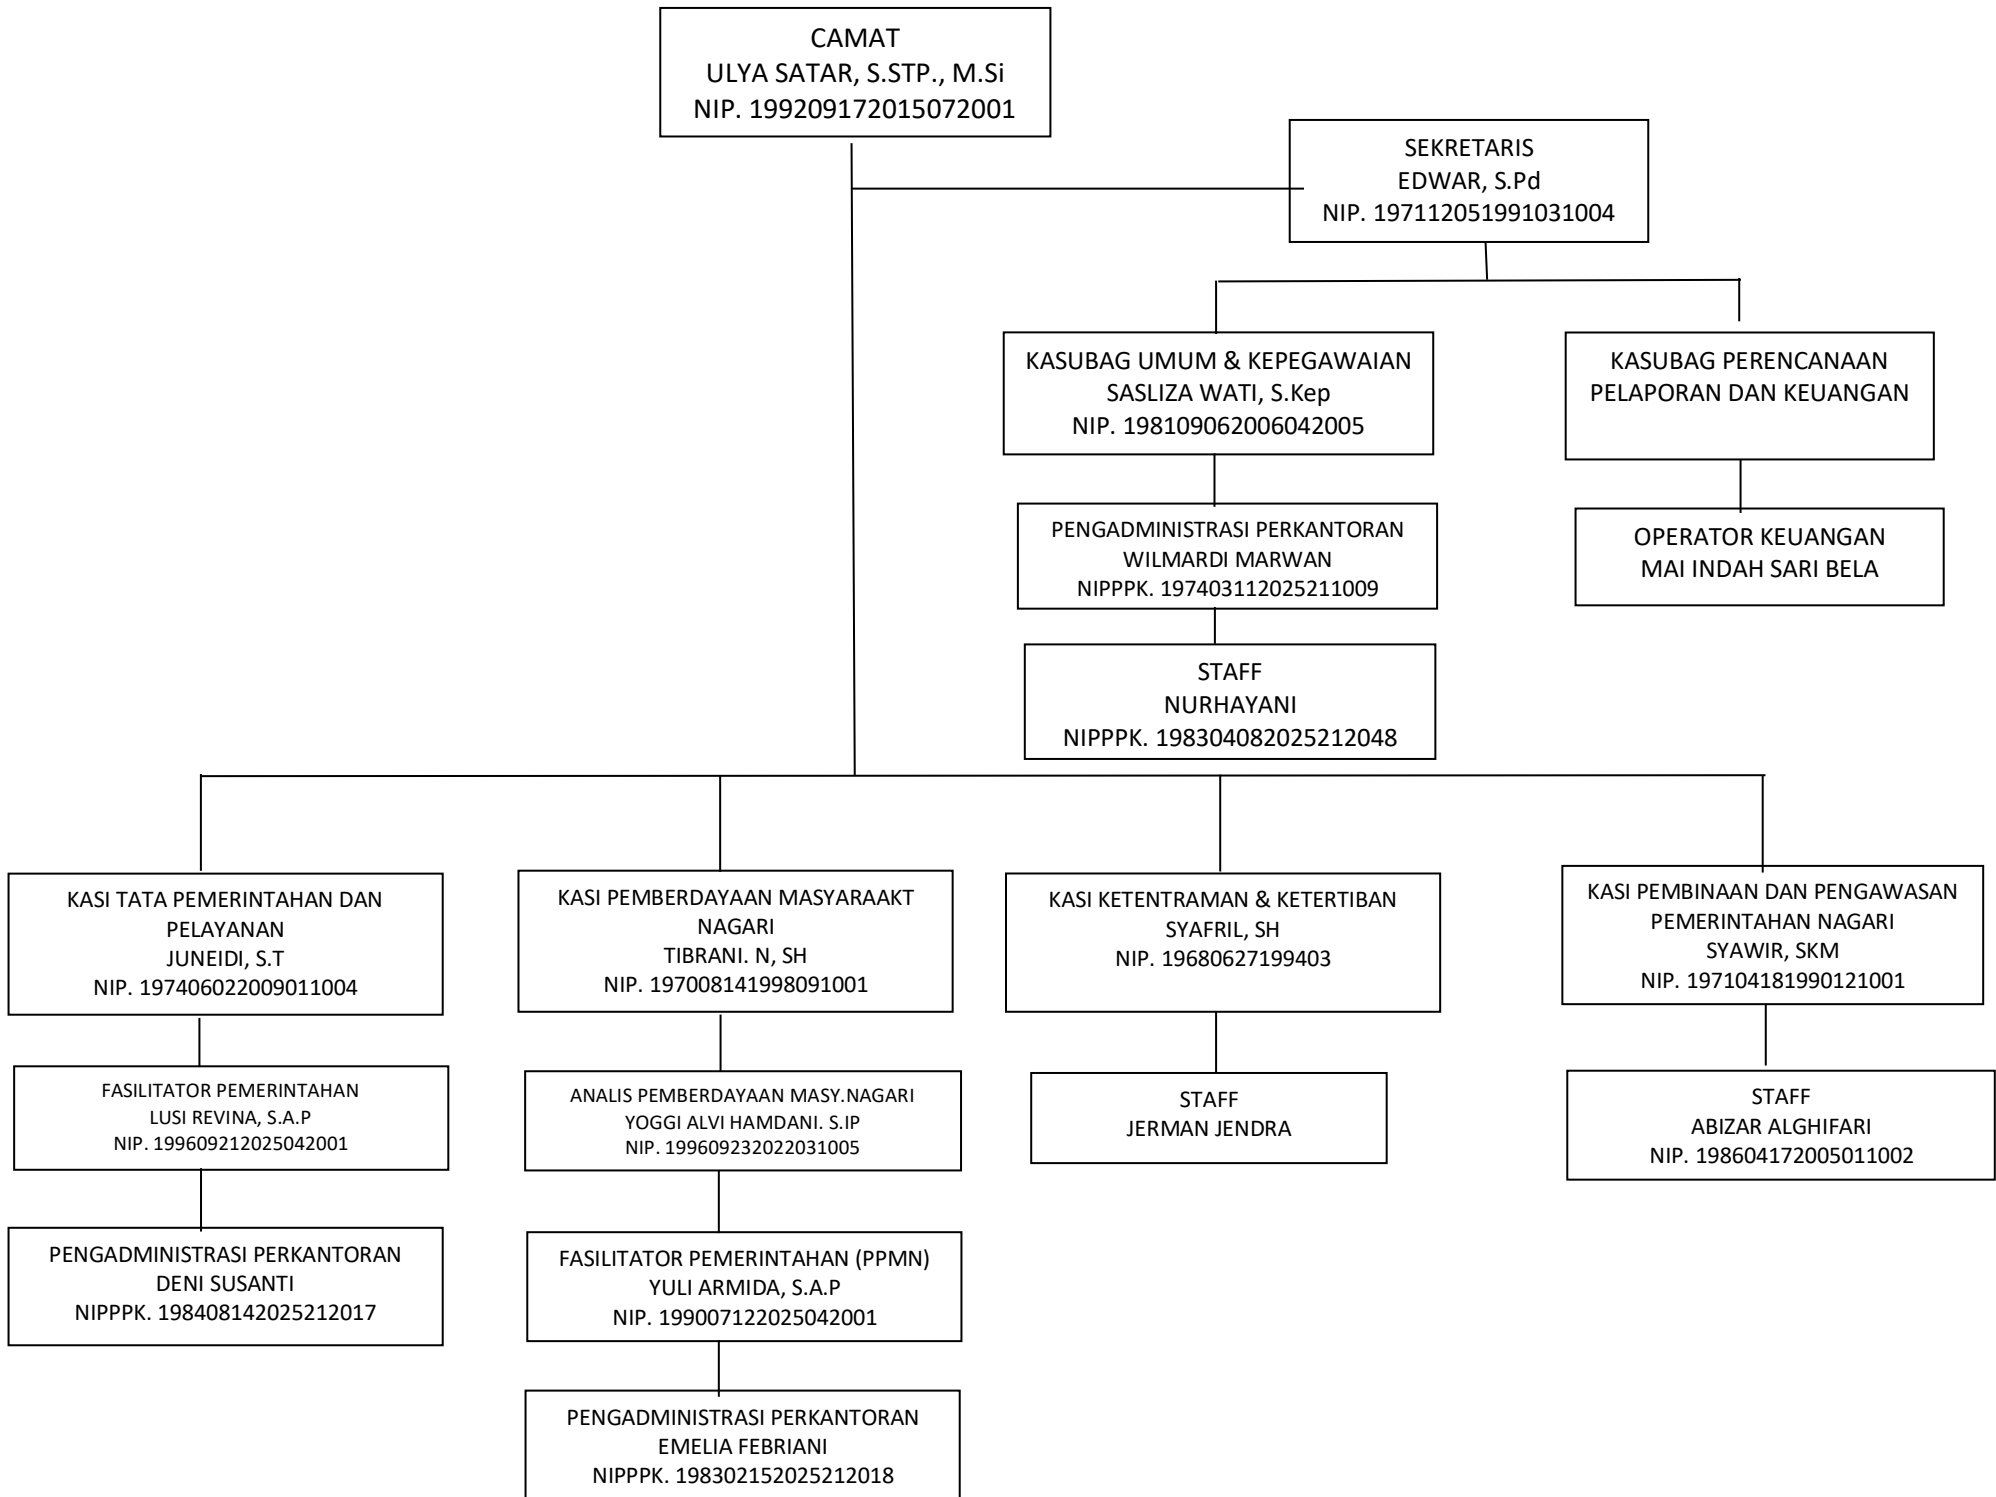 CAMAT
ULYA SATAR, S.STP., M.Si
NIP. 199209172015072001
SEKRETARIS
EDWAR, S.Pd
NIP. 197112051991031004
KASUBAG UMUM & KEPEGAWAIAN
SASLIZA WATI, S.Kep
NIP. 198109062006042005
KASUBAG PERENCANAAN
PELAPORAN DAN KEUANGAN
PENGADMINISTRASI PERKANTORAN
WILMARDI MARWAN
NIPPPK. 197403112025211009
OPERATOR KEUANGAN
MAI INDAH SARI BELA
STAFF
NURHAYANI
NIPPPK. 198304082025212048
KASI TATA PEMERINTAHAN DAN
PELAYANAN
JUNEIDI, S.T
NIP. 197406022009011004
KASI PEMBERDAYAAN MASYARAAKT
NAGARI
TIBRANI. N, SH
NIP. 197008141998091001
KASI KETENTRAMAN & KETERTIBAN
SYAFRIL, SH
NIP. 19680627199403
KASI PEMBINAAN DAN PENGAWASAN
PEMERINTAHAN NAGARI
SYAWIR, SKM
NIP. 197104181990121001
FASILITATOR PEMERINTAHAN
LUSI REVINA, S.A.P
NIP. 199609212025042001
ANALIS PEMBERDAYAAN MASY.NAGARI
YOGGI ALVI HAMDANI. S.IP
NIP. 199609232022031005
STAFF
JERMAN JENDRA
STAFF
ABIZAR ALGHIFARI
NIP. 198604172005011002
PENGADMINISTRASI PERKANTORAN
DENI SUSANTI
NIPPPK. 198408142025212017
FASILITATOR PEMERINTAHAN (PPMN)
YULI ARMIDA, S.A.P
NIP. 199007122025042001
PENGADMINISTRASI PERKANTORAN
EMELIA FEBRIANI
NIPPPK. 198302152025212018